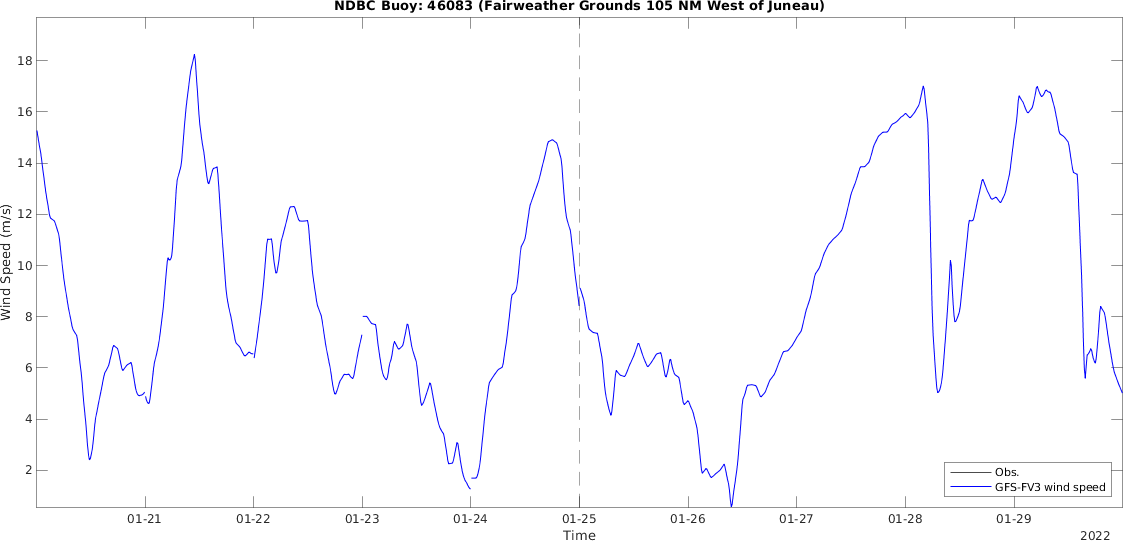 NDBC Buoy: 46083 (Fairweather Grounds 105 NM West of Juneau)
18
16
14
12
10
8
6
4
2
Wind Speed (m/s)
Obs.
GFS-FV3 wind speed
01-21 01-22 01-23 01-24 01-25 01-26 01-27 01-28 01-29
Time
2022